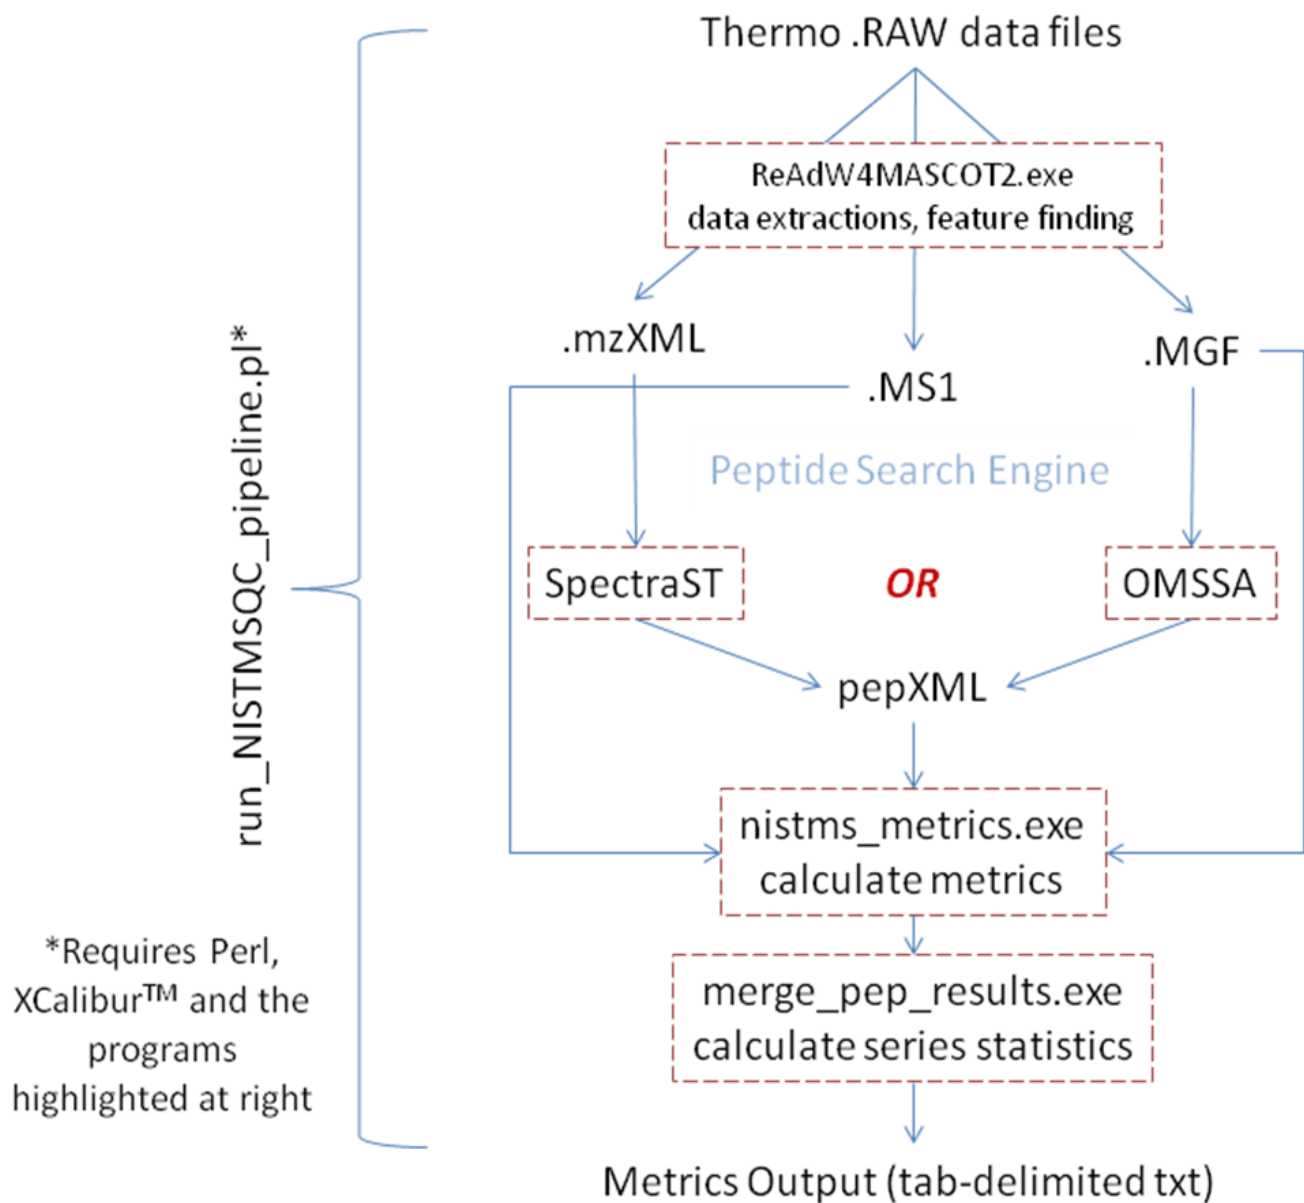 Thermo .RAW data files
ReAdW4MASCOT2.exe
data extractions, feature finding
.mzXML
.MS1
.MGF
Peptide Search Engine
SpectraST
OR
OMSSA
pepXML
nistms_metrics.exe
calculate metrics
merge_pep_results.exe
calculate series statistics
Metrics Output (tab-delimited txt)
run_NISTMSQC_pipeline.pl*
*Requires Perl,
XCalibur™ and the
programs
highlighted at right